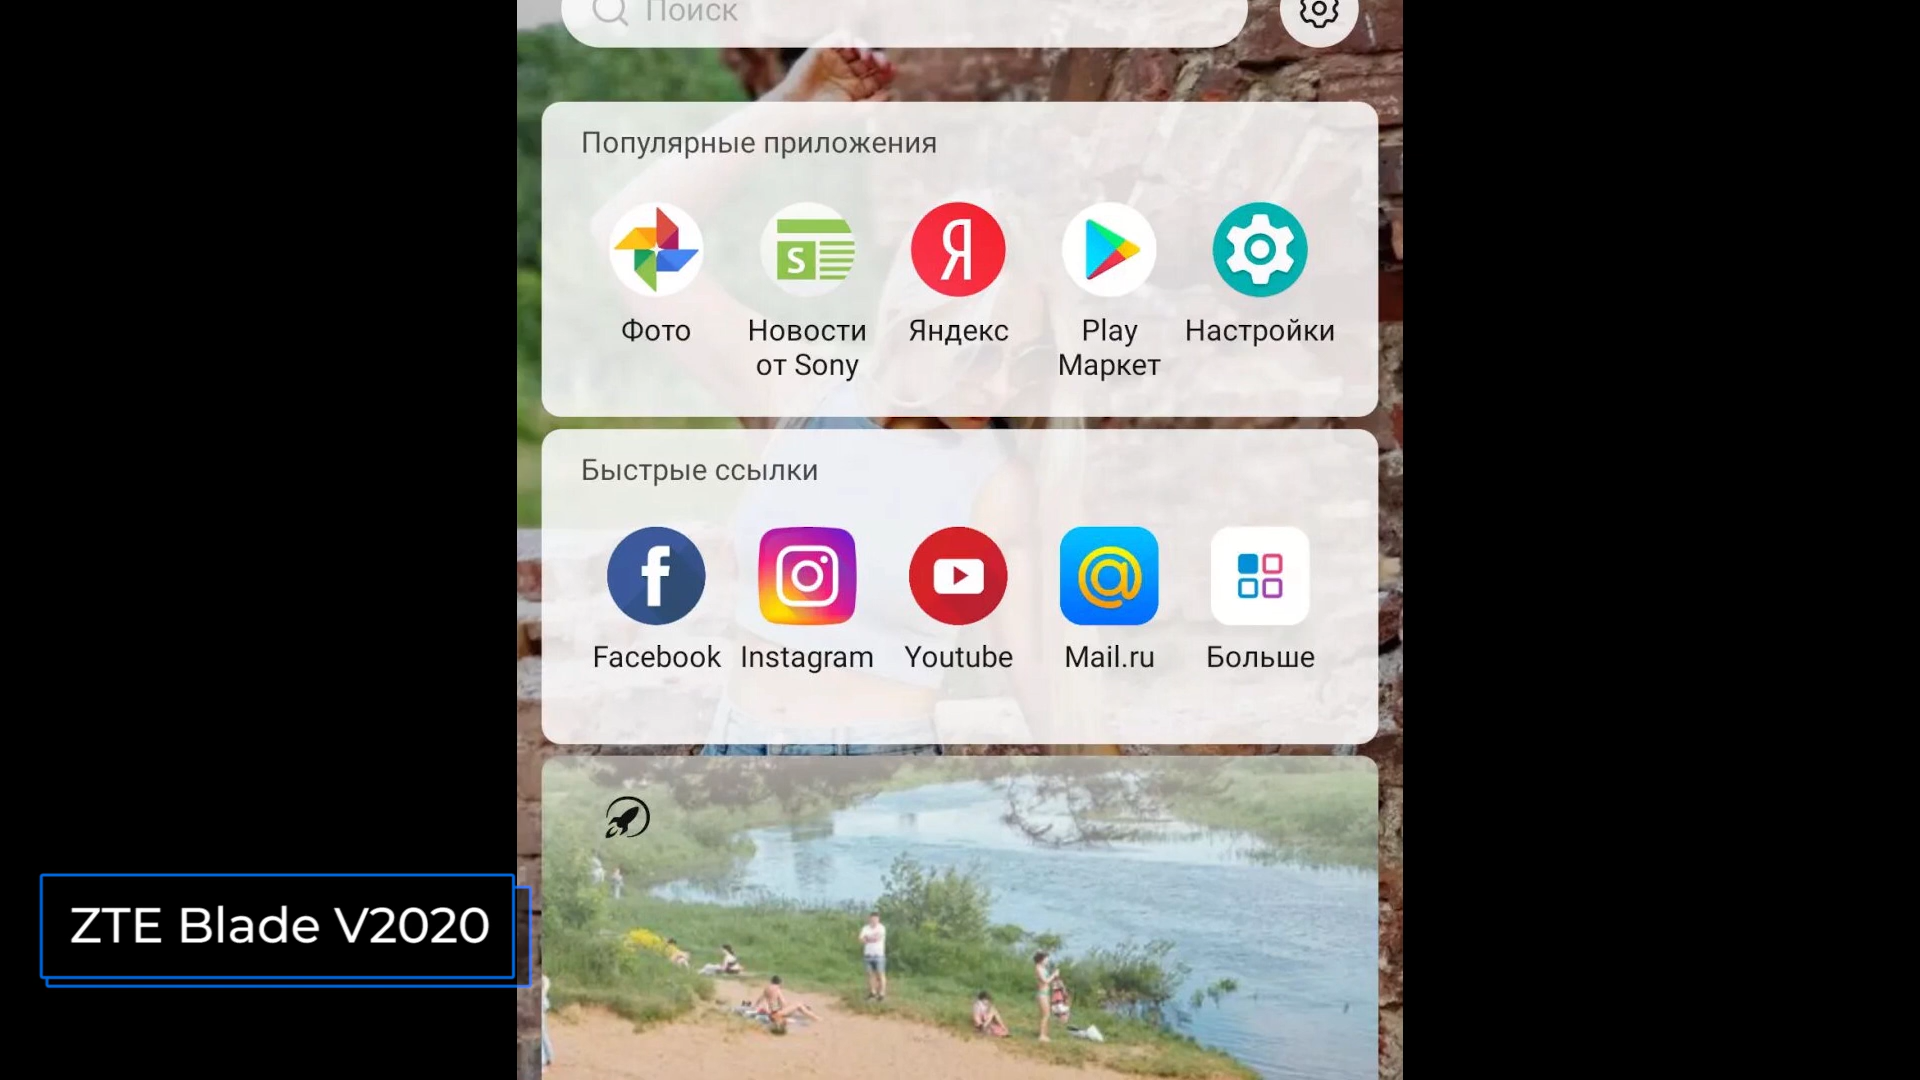 Поиск
Популярные приложения
Фото
Новости
от Sony
Яндекс
Play
Маркет
Настройки
Быстрые ссылки
Facebook
Instagram
Youtube
Mail.ru
Больше
ZTE Blade V2020